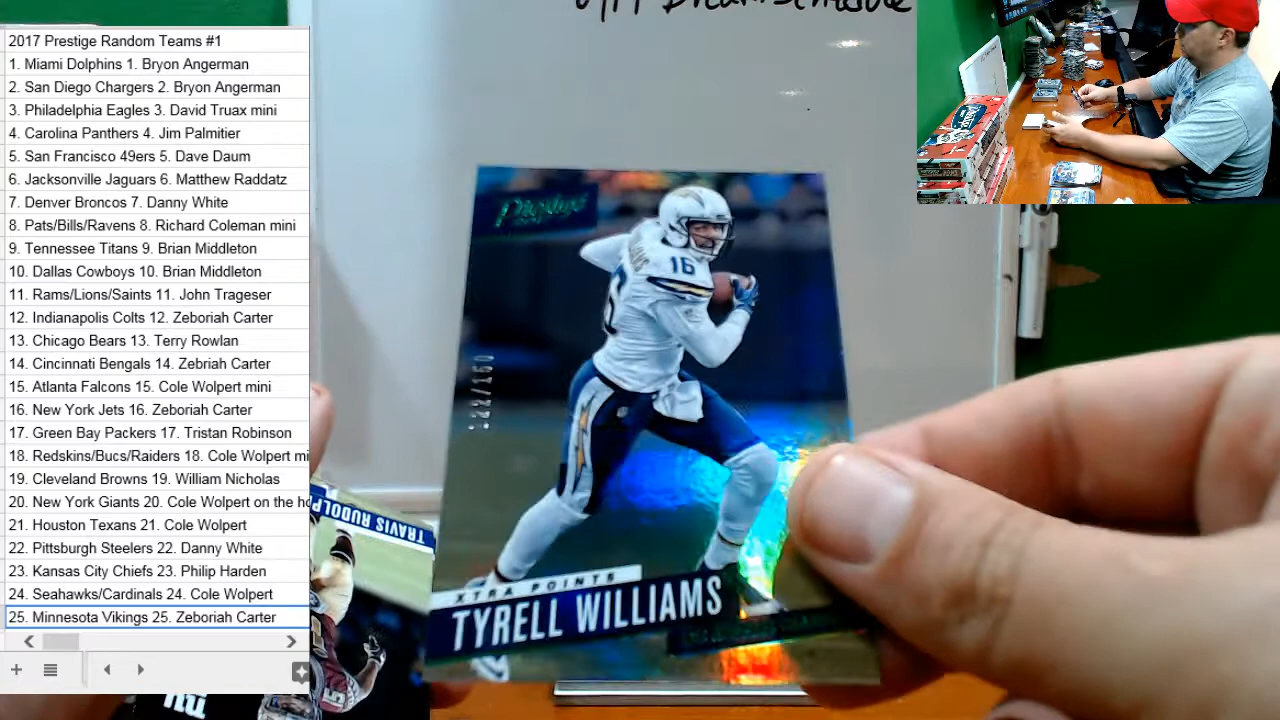 2017 Prestige Random Teams #1
1. Miami Dolphins 1. Bryon Angerman
2. San Diego Chargers 2. Bryon Angerman
3. Philadelphia Eagles 3. David Truax mini
4. Carolina Panthers 4. Jim Palmitier
5. San Francisco 49ers 5. Dave Daum
6. Jacksonville Jaguars 6. Matthew Raddatz
7. Denver Broncos 7. Danny White
8. Pats/Bills/Ravens 8. Richard Coleman mini
9. Tennessee Titans 9. Brian Middleton
10. Dallas Cowboys 10. Brian Middleton
11. Rams/Lions/Saints 11. John Trageser
12. Indianapolis Colts 12. Zeboriah Carter
13. Chicago Bears 13. Terry Rowlan
14. Cincinnati Bengals 14. Zebriah Carter
15. Atlanta Falcons 15. Cole Wolpert mini
16. New York Jets 16. Zeboriah Carter
17. Green Bay Packers 17. Tristan Robinson
18. Redskins/Bucs/Raiders 18. Cole Wolpert mi
19. Cleveland Browns 19. William Nicholas
20. New York Giants 20. Cole Wolpert on the
21. Houston Texans 21. Cole Wolpert
22. Pittsburgh Steelers 22. Danny White
23. Kansas City Chiefs 23. Philip Harden
24. Seahawks/Cardinals 24. Cole Wolpert
25. Minnesota Vikings 25. Zeboriah Carter
Prestige
16
122/150
XTRA POINTS
TYRELL WILLIAMS
TRAVIS RUDOLP